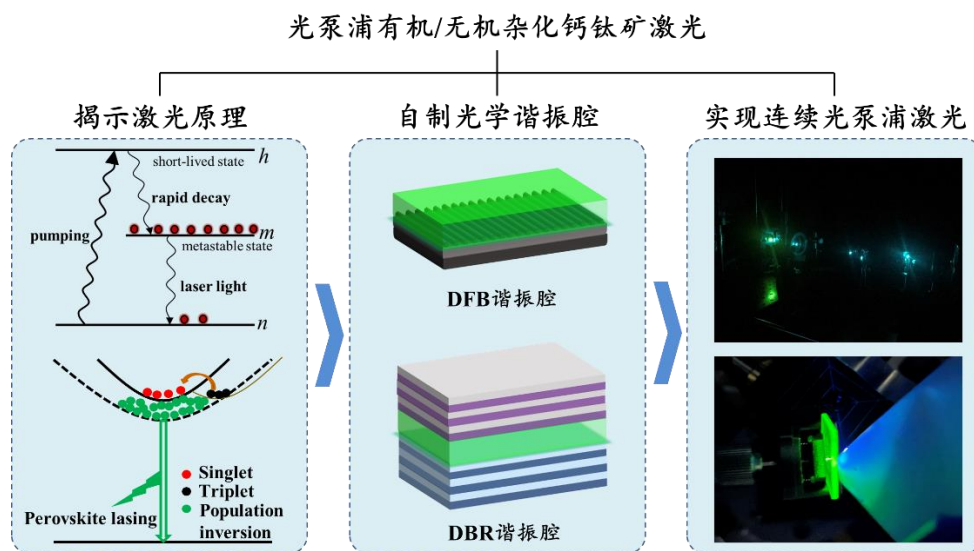 光泵浦有机/无机杂化钙钛矿激光
揭示激光原理
short-lived state
h
rapid decay
pumping
m
metastable state
laser light
n
Singlet
Triplet
Population
inversion
Perovskite lasing
自制光学谐振腔
DFB谐振腔
DBR谐振腔
实现连续光泵浦激光